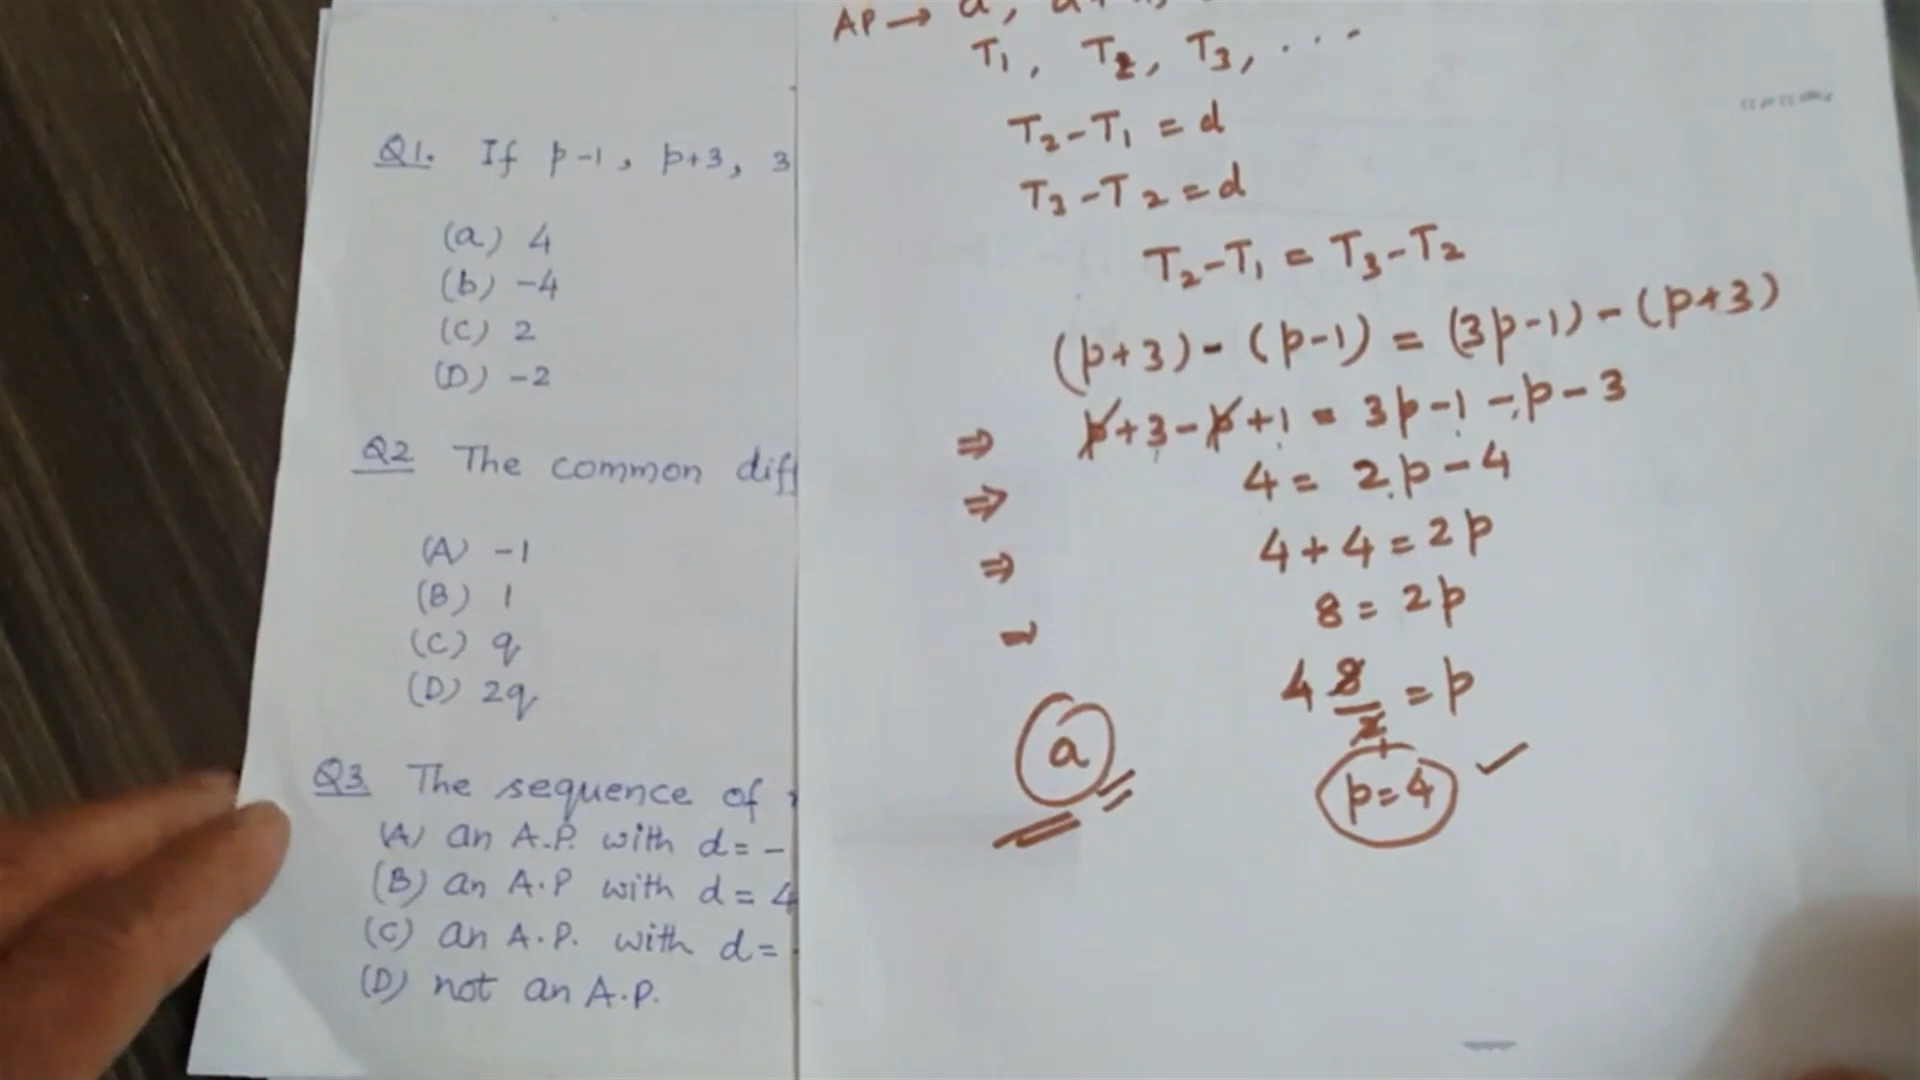 Q1. If p-1, p+3, 3
(a) 4
(b) -4
(C) 2
(D) -2
Q2 The common diff
(A) -1
(B) 1
(C) q
(D) 2q
Q3. The sequence of
(A) an A.P. with d= -
(B) an A.P with d= 4
(C) an A.P. with d=
(D) not an A.P.
AP → a,
T₁, T₂, T₃, ...
T₂-T₁ = d
T₃-T₂ = d
T₂-T₁ = T₃-T₂
(p+3) - (p-1) = (3p-1) - (p+3)
⇒ p+3-p+1 = 3p-1-p-3
⇒ 4 = 2p-4
⇒ 4+4 = 2p
⇒ 8 = 2p
4 8/2 = p
a
p=4 ✓